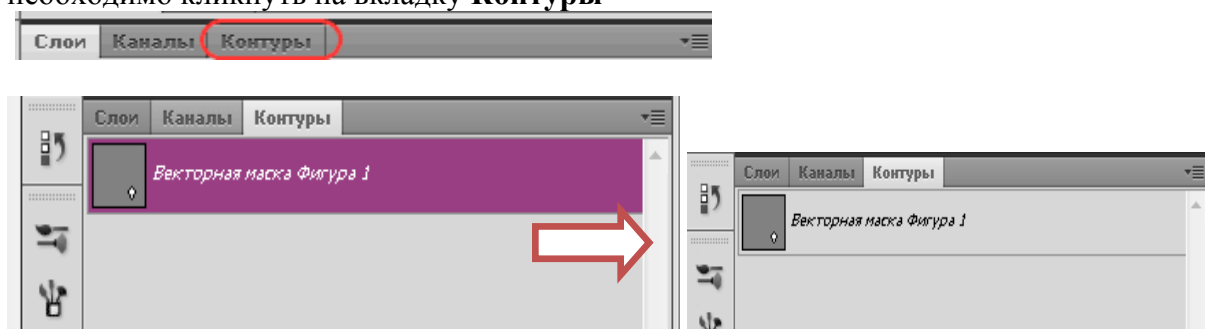 необходимо кликнуть на вкладку Контуры
Слои Каналы Контуры
Слои Каналы Контуры
Векторная маска Фигура 1
Слои Каналы Контуры
Векторная маска Фигура 1